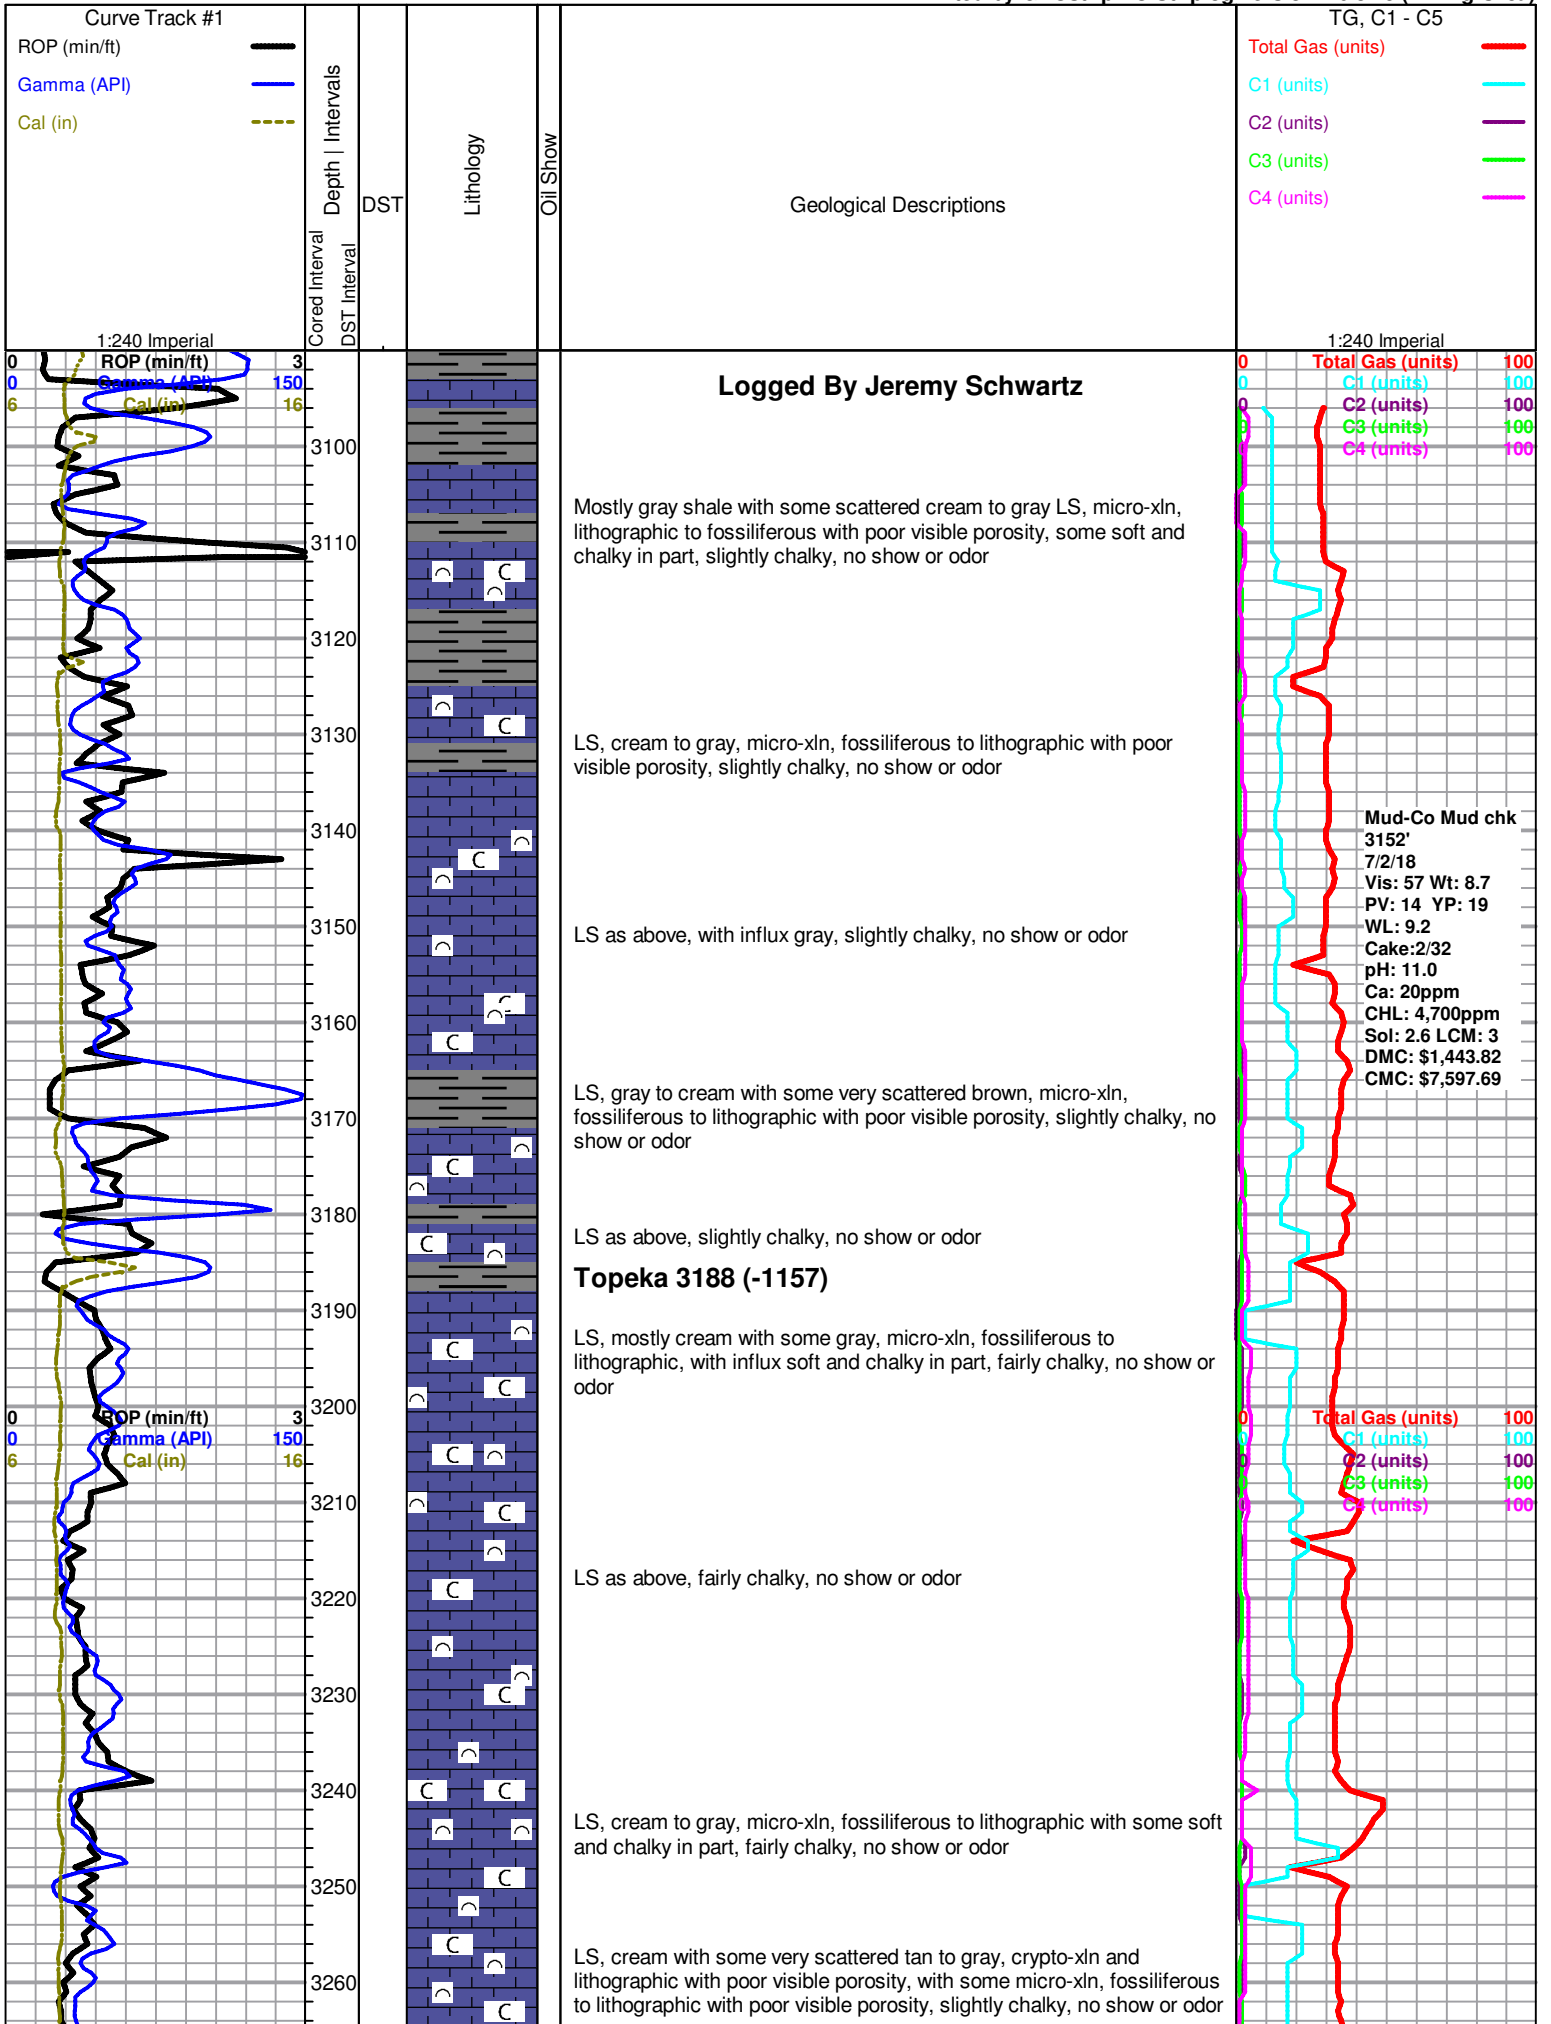 Curve Track #1
ROP (min/ft)
Gamma (API)
Cal (in)
1:240 Imperial
Depth | Intervals
Cored Interval
DST Interval
DST
Lithology
Oil Show
Geological Descriptions
TG, C1 - C5
Total Gas (units)
C1 (units)
C2 (units)
C3 (units)
C4 (units)
1:240 Imperial
0 ROP (min/ft) 3
0 Gamma (API) 150
6 Cal (in) 16
0 Total Gas (units) 100
0 C1 (units) 100
0 C2 (units) 100
0 C3 (units) 100
0 C4 (units) 100
Logged By Jeremy Schwartz
3100
Mostly gray shale with some scattered cream to gray LS, micro-xln,
lithographic to fossiliferous with poor visible porosity, some soft and
chalky in part, slightly chalky, no show or odor
3110
C
3120
C
3130
LS, cream to gray, micro-xln, fossiliferous to lithographic with poor
visible porosity, slightly chalky, no show or odor
3140
C
Mud-Co Mud chk
3152'
7/2/18
Vis: 57 Wt: 8.7
PV: 14 YP: 19
WL: 9.2
Cake:2/32
pH: 11.0
Ca: 20ppm
CHL: 4,700ppm
Sol: 2.6 LCM: 3
DMC: $1,443.82
CMC: $7,597.69
3150
LS as above, with influx gray, slightly chalky, no show or odor
C
3160
C
LS, gray to cream with some very scattered brown, micro-xln,
fossiliferous to lithographic with poor visible porosity, slightly chalky, no
show or odor
3170
C
3180
LS as above, slightly chalky, no show or odor
C
Topeka 3188 (-1157)
3190
LS, mostly cream with some gray, micro-xln, fossiliferous to
lithographic, with influx soft and chalky in part, fairly chalky, no show or
odor
C
C
3200
0 ROP (min/ft) 3
0 Gamma (API) 150
6 Cal (in) 16
0 Total Gas (units) 100
0 C1 (units) 100
0 C2 (units) 100
0 C3 (units) 100
0 C4 (units) 100
C
3210
C
LS as above, fairly chalky, no show or odor
C
3220
3230
C
3240
C C
LS, cream to gray, micro-xln, fossiliferous to lithographic with some soft
and chalky in part, fairly chalky, no show or odor
C
3250
C
LS, cream with some very scattered tan to gray, crypto-xln and
lithographic with poor visible porosity, with some micro-xln, fossiliferous
to lithographic with poor visible porosity, slightly chalky, no show or odor
3260
C